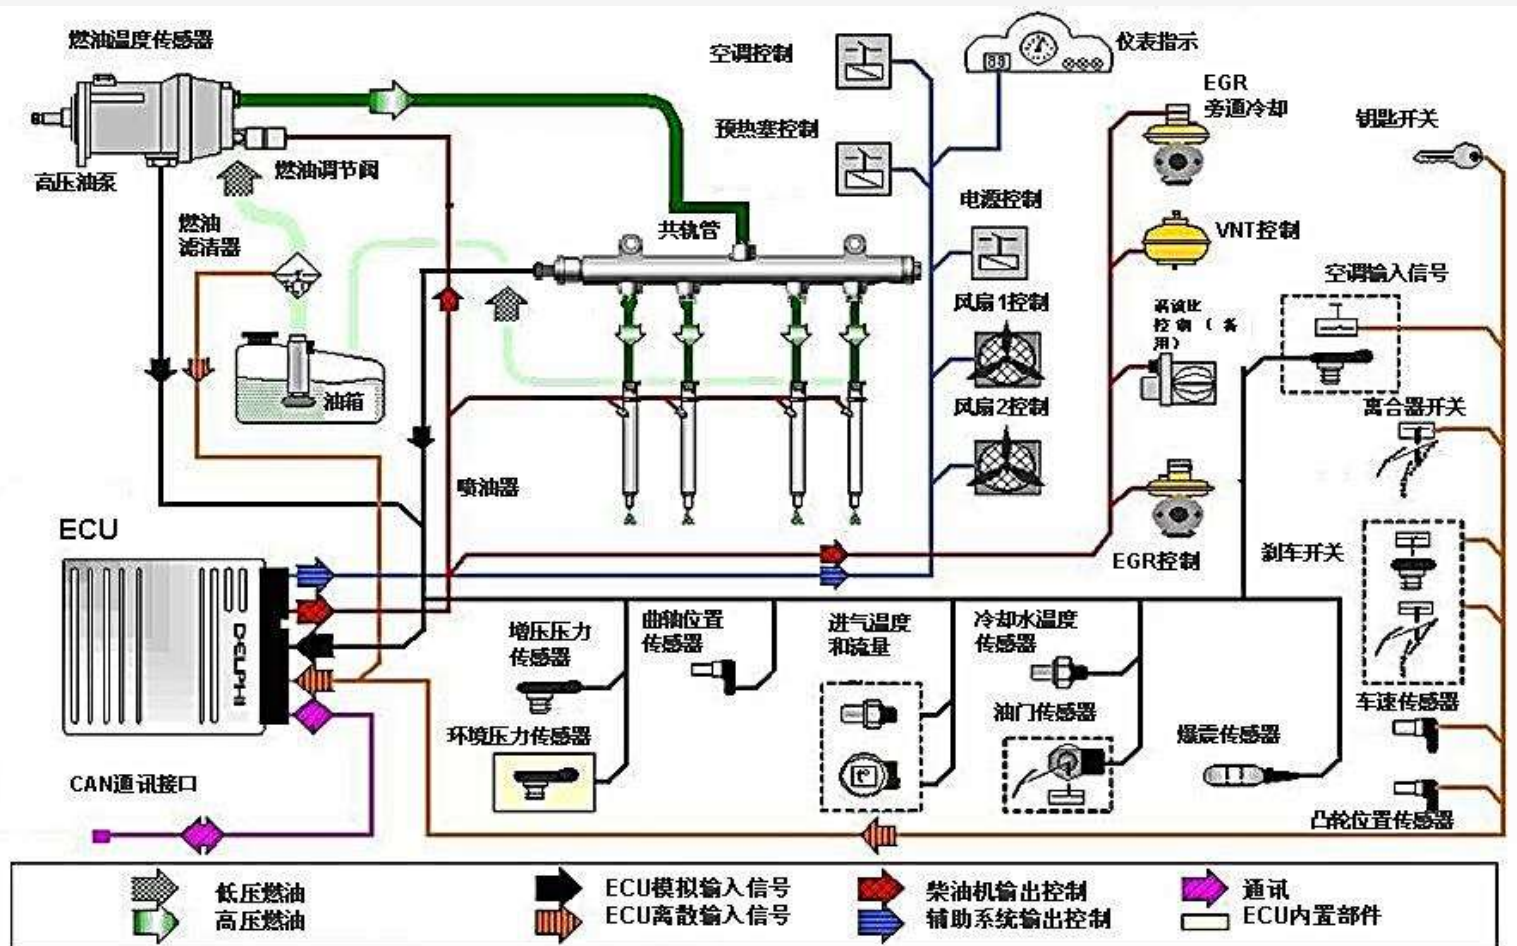 燃油温度传感器
高压油泵
燃油调节阀
燃油
滤清器
油箱
共轨管
喷油器
空调控制
预热塞控制
仪表指示
电源控制
风扇1控制
风扇2控制
EGR
旁通冷却
VNT控制
控制(备
用)
EGR控制
钥匙开关
空调输入信号
离合器开关
刹车开关
车速传感器
凸轮位置传感器
ECU
DELPHI
CAN通讯接口
增压压力
传感器
环境压力传感器
曲轴位置
传感器
进气温度
和流量
冷却水温度
传感器
油门传感器
爆震传感器
低压燃油
高压燃油
ECU模拟输入信号
ECU离散输入信号
柴油机输出控制
辅助系统输出控制
通讯
ECU内置部件